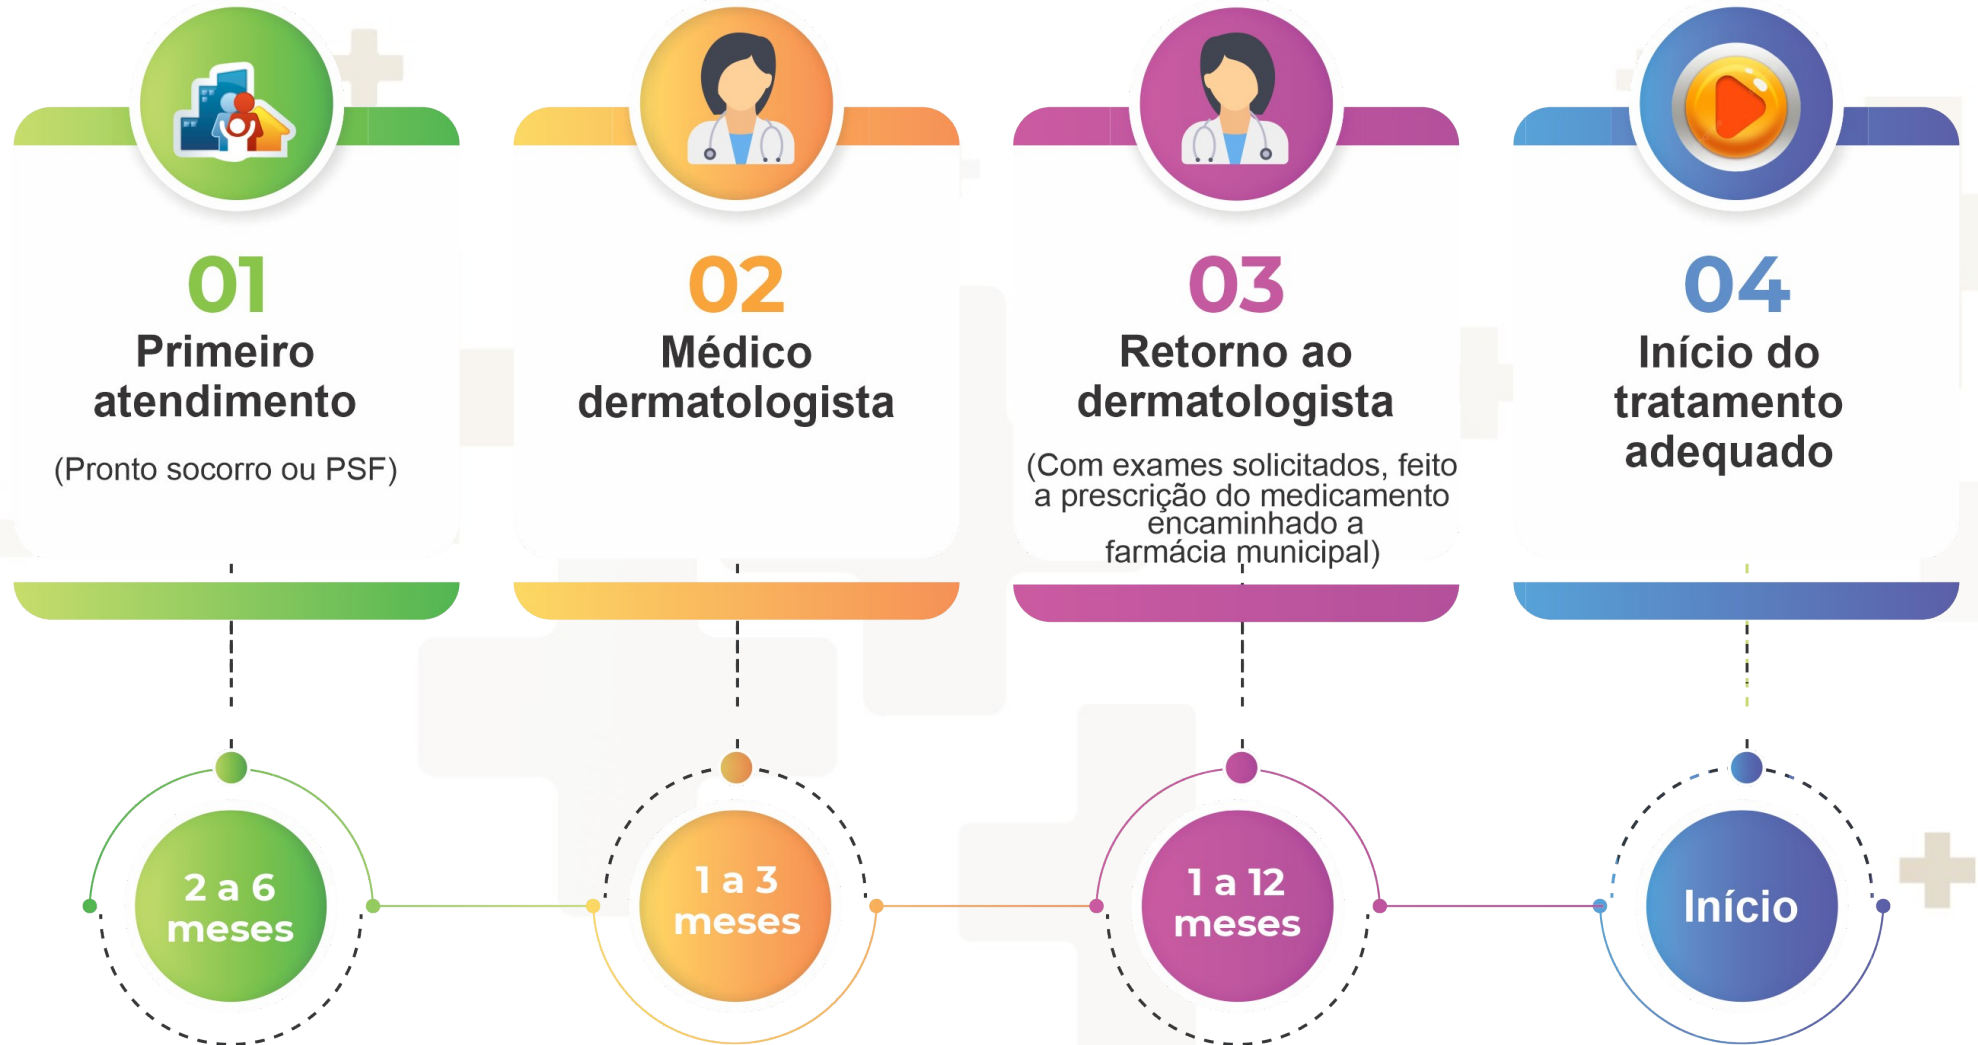 01
Primeiro
atendimento
(Pronto socorro ou PSF)
02
Médico
dermatologista
03
Retorno ao
dermatologista
(Com exames solicitados, feito
a prescrição do medicamento
encaminhado a
farmácia municipal)
04
Início do
tratamento
adequado
2 a 6
meses
1 a 3
meses
1 a 12
meses
Início